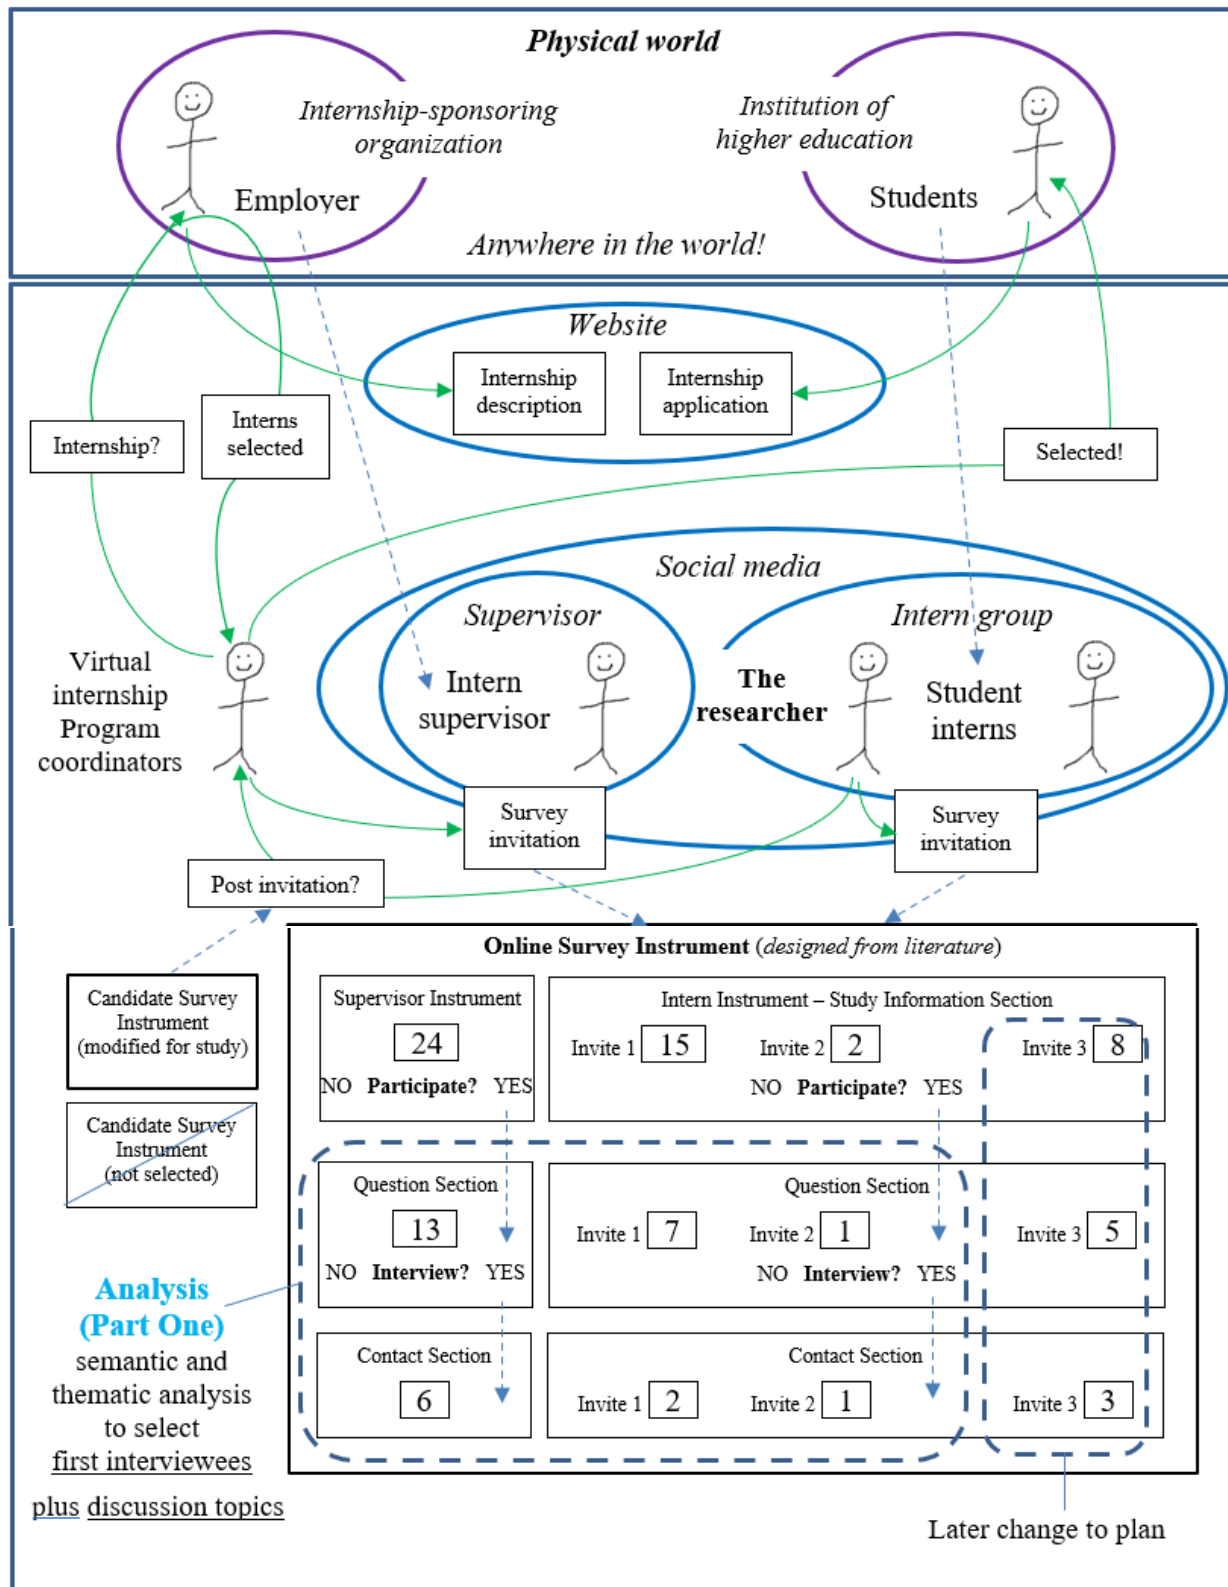 Physical world
Internship-sponsoring
organization
Institution of
higher education
Employer
Students
Anywhere in the world!
Website
Internship
description
Internship
application
Internship?
Interns
selected
Selected!
Social media
Supervisor
Intern group
Virtual
internship
Program
coordinators
Intern
supervisor
The
researcher
Student
interns
Survey
invitation
Survey
invitation
Post invitation?
Online Survey Instrument (designed from literature)
Candidate Survey
Instrument
(modified for study)
Candidate Survey
Instrument
(not selected)
Supervisor Instrument
24
NO Participate? YES
Intern Instrument – Study Information Section
Invite 1 15 Invite 2 2 Invite 3 8
NO Participate? YES
Question Section
13
NO Interview? YES
Question Section
Invite 1 7 Invite 2 1 Invite 3 5
NO Interview? YES
Contact Section
6
Contact Section
Invite 1 2 Invite 2 1 Invite 3 3
Analysis
(Part One)
semantic and
thematic analysis
to select
first interviewees
plus discussion topics
Later change to plan